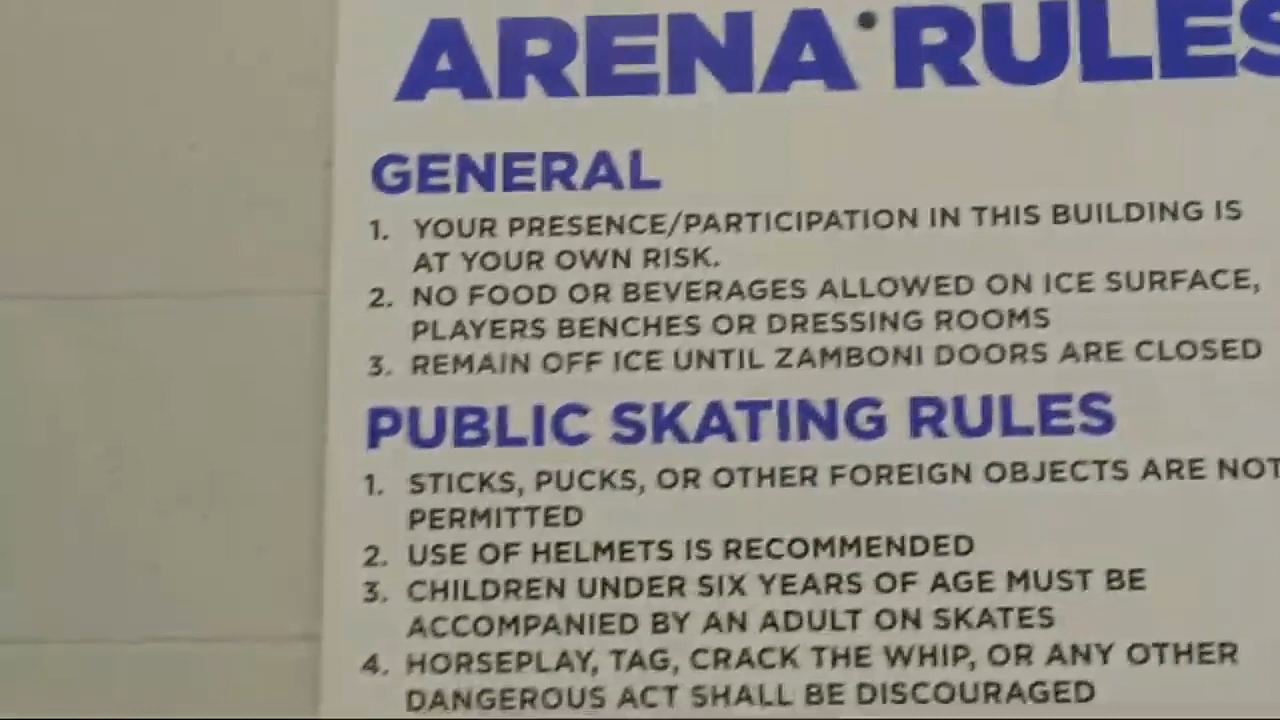 ARENA RULES
GENERAL
1. YOUR PRESENCE/PARTICIPATION IN THIS BUILDING IS
AT YOUR OWN RISK.
2. NO FOOD OR BEVERAGES ALLOWED ON ICE SURFACE,
PLAYERS BENCHES OR DRESSING ROOMS
3. REMAIN OFF ICE UNTIL ZAMBONI DOORS ARE CLOSED
PUBLIC SKATING RULES
1. STICKS, PUCKS, OR OTHER FOREIGN OBJECTS ARE NOT
PERMITTED
2. USE OF HELMETS IS RECOMMENDED
3. CHILDREN UNDER SIX YEARS OF AGE MUST BE
ACCOMPANIED BY AN ADULT ON SKATES
4. HORSEPLAY, TAG, CRACK THE WHIP, OR ANY OTHER
DANGEROUS ACT SHALL BE DISCOURAGED